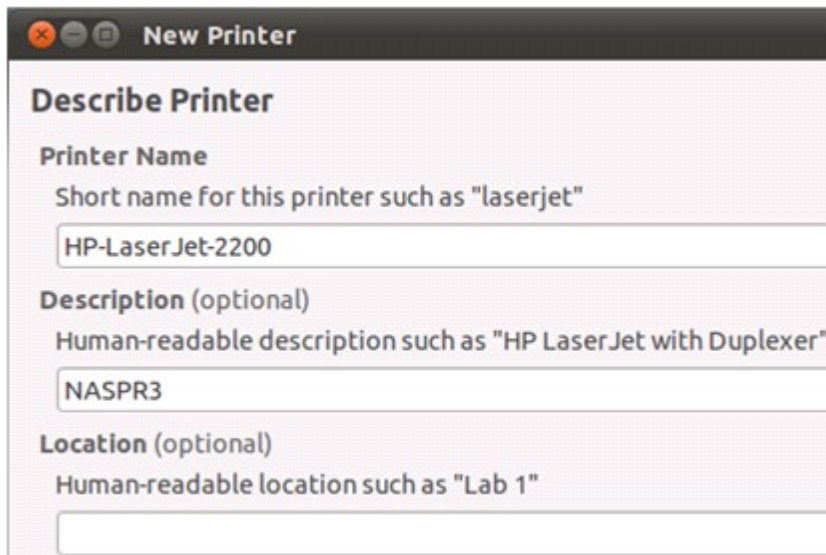 New Printer
Describe Printer
Printer Name
Short name for this printer such as "laserjet"
HP-LaserJet-2200
Description (optional)
Human-readable description such as "HP LaserJet with Duplexer"
NASPR3
Location (optional)
Human-readable location such as "Lab 1"